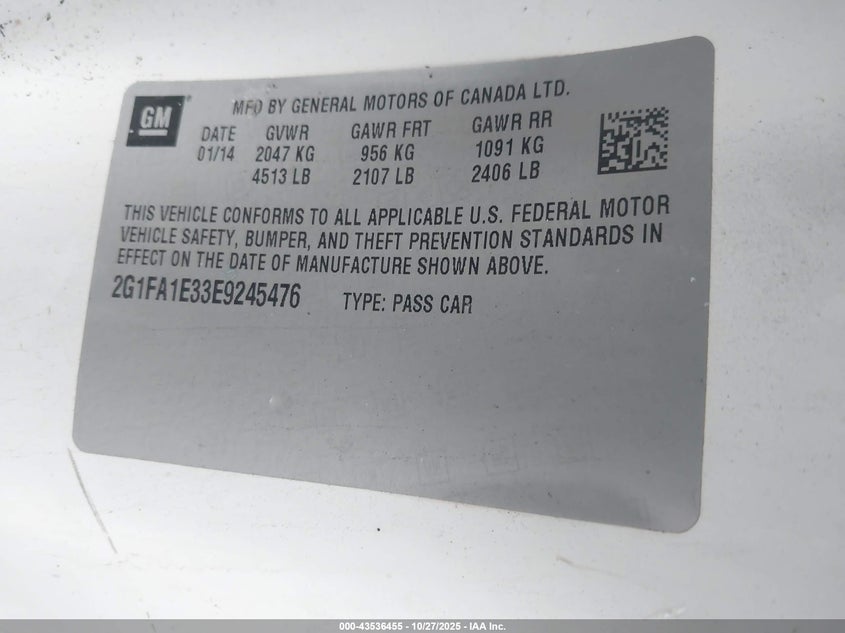 GM
MFD BY GENERAL MOTORS OF CANADA LTD.
DATE GVWR GAWR FRT GAWR RR
01/14 2047 KG 956 KG 1091 KG
4513 LB 2107 LB 2406 LB
THIS VEHICLE CONFORMS TO ALL APPLICABLE U.S. FEDERAL MOTOR
VEHICLE SAFETY, BUMPER, AND THEFT PREVENTION STANDARDS IN
EFFECT ON THE DATE OF MANUFACTURE SHOWN ABOVE.
2G1FA1E33E9245476 TYPE: PASS CAR
000-43536455 - 10/27/2025 - IAA Inc.